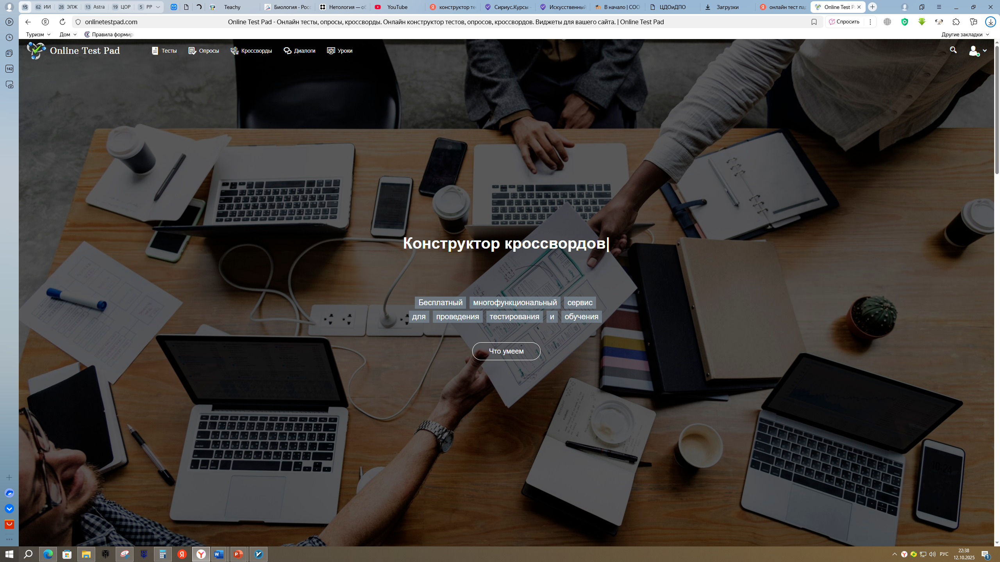 15 62 ИИ 28 ЭЛЖ 13 Astra 19 ЦОР 5 РР Teachy Биология - Росс Нетология — об YouTube конструктор те Сириус.Курсы - Искусственный В начало | СОО ЦДОиДПО Загрузки онлайн тест па Online Test P
onlinetestpad.com Online Test Pad - Онлайн тесты, опросы, кроссворды. Онлайн конструктор тестов, опросов, кроссвордов. Виджеты для вашего сайта. | Online Test Pad Спросить
Туризм Дом Правила формир Другие закладки
Online Test Pad Тесты Опросы Кроссворды Диалоги Уроки
142
Конструктор кроссвордов
Бесплатный многофункциональный сервис
для проведения тестирования и обучения
Что умеем
РУС 22:38
12.10.2025 1